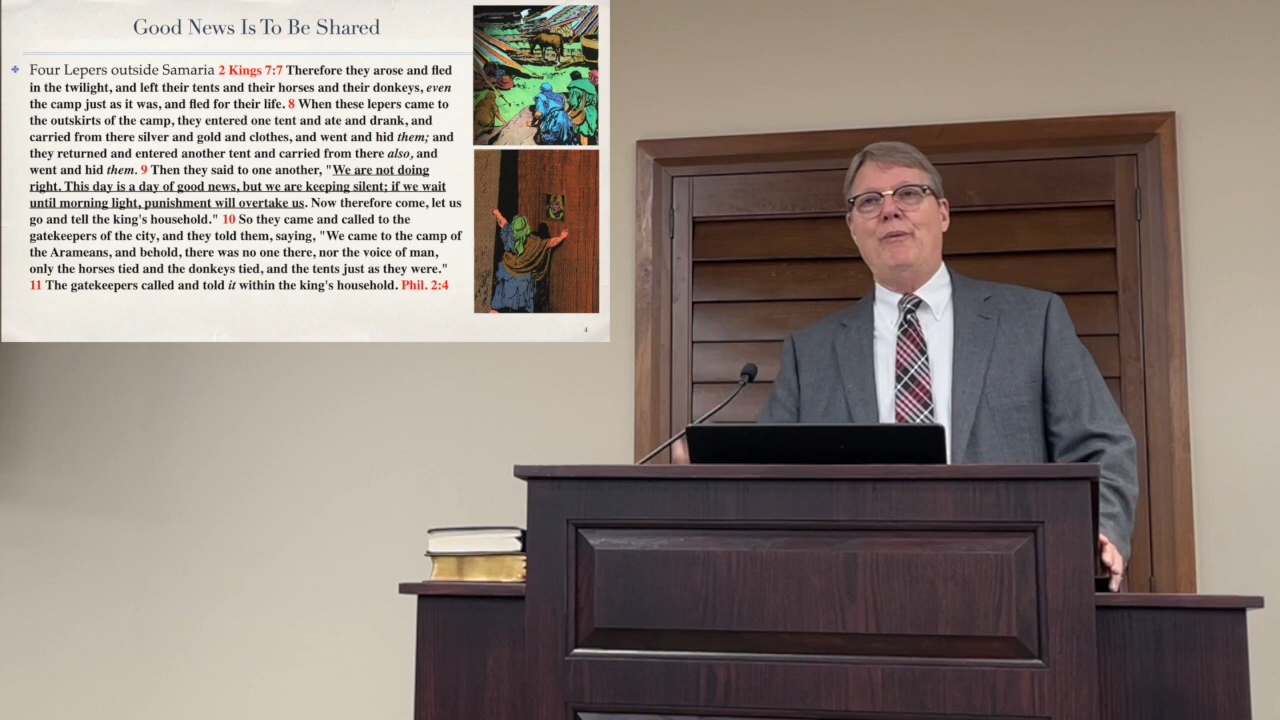 Good News Is To Be Shared
Four Lepers outside Samaria 2 Kings 7:7 Therefore they arose and fled
in the twilight, and left their tents and their horses and their donkeys, even
the camp just as it was, and fled for their life. 8 When these lepers came to
the outskirts of the camp, they entered one tent and ate and drank, and
carried from there silver and gold and clothes, and went and hid them; and
they returned and entered another tent and carried from there also, and
went and hid them. 9 Then they said to one another, "We are not doing
right. This day is a day of good news, but we are keeping silent; if we wait
until morning light, punishment will overtake us. Now therefore come, let us
go and tell the king's household." 10 So they came and called to the
gatekeepers of the city, and they told them, saying, "We came to the camp of
the Arameans, and behold, there was no one there, nor the voice of man,
only the horses tied and the donkeys tied, and the tents just as they were."
11 The gatekeepers called and told it within the king's household. Phil. 2:4
4